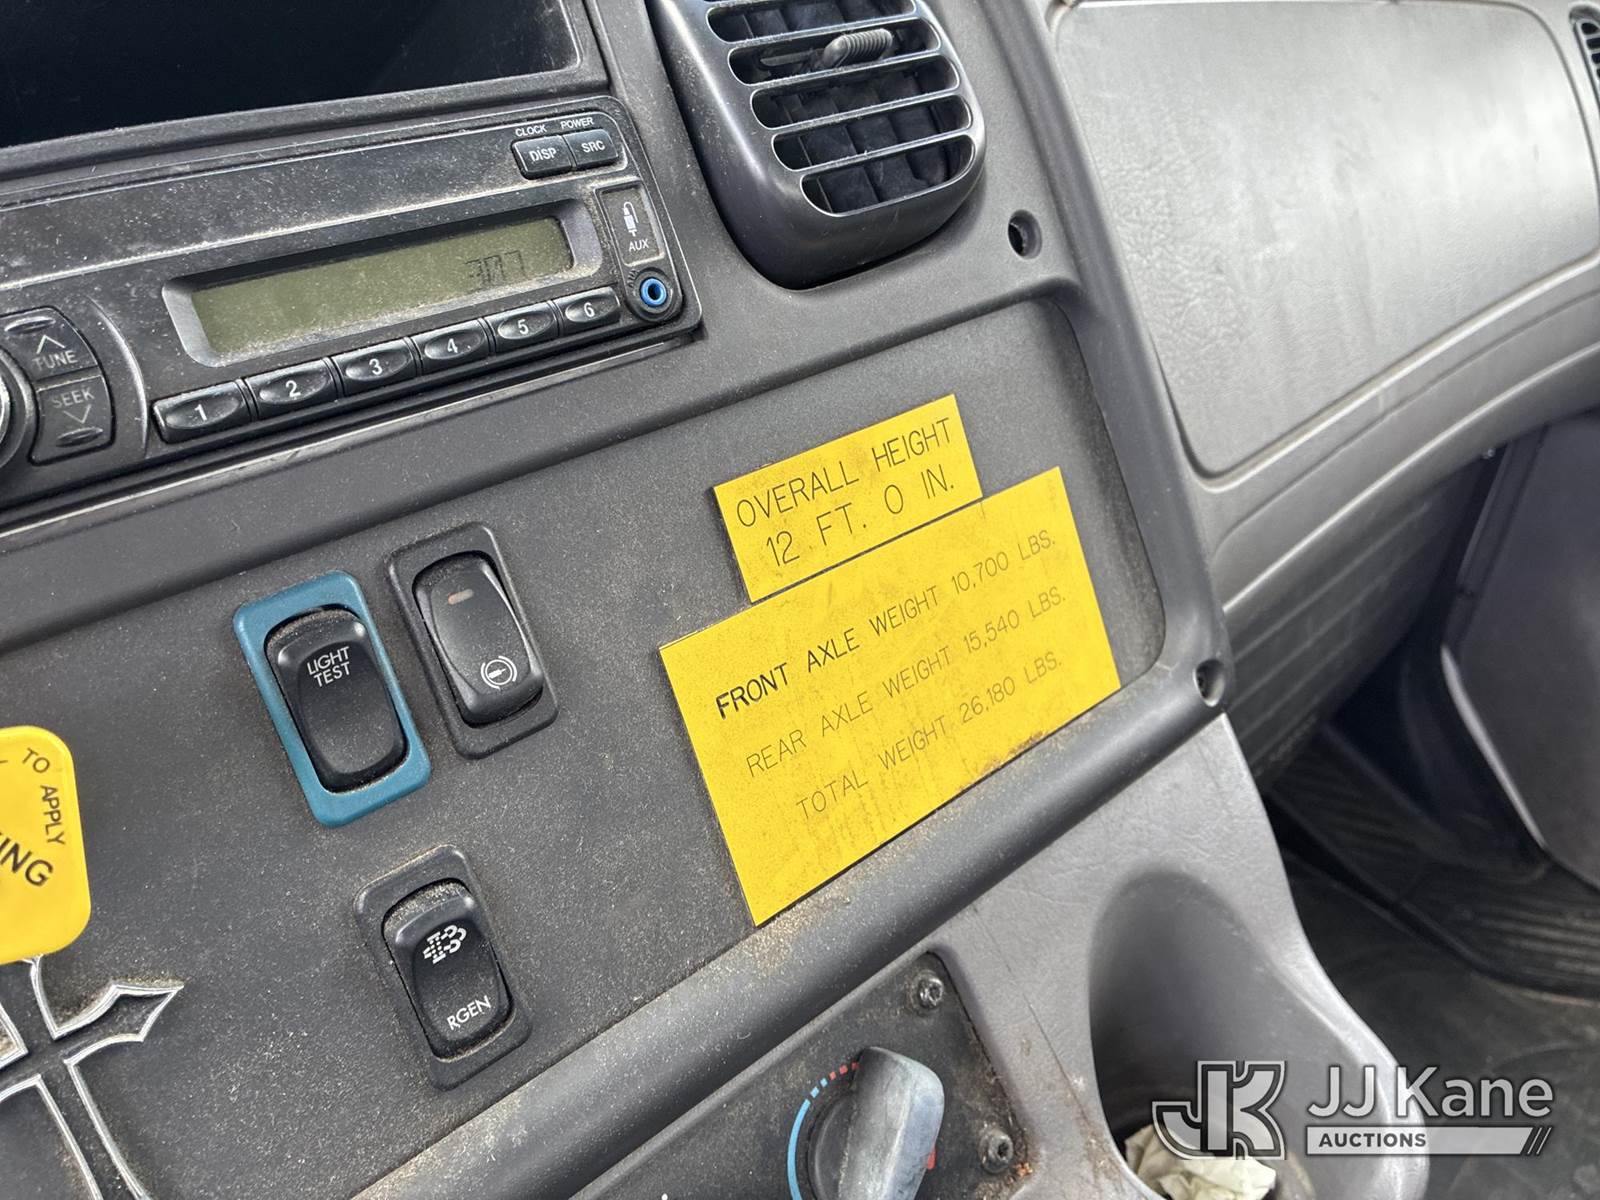 CLOCK POWER
DISP SRC
AUX
TUNE
SEEK
1 2 3 4 5 6
OVERALL HEIGHT
12 FT. 0 IN.
FRONT AXLE WEIGHT 10,700 LBS.
REAR AXLE WEIGHT 15,540 LBS.
TOTAL WEIGHT 26,180 LBS.
LIGHT
TEST
TO APPLY
RGEN
JK JJ Kane
AUCTIONS